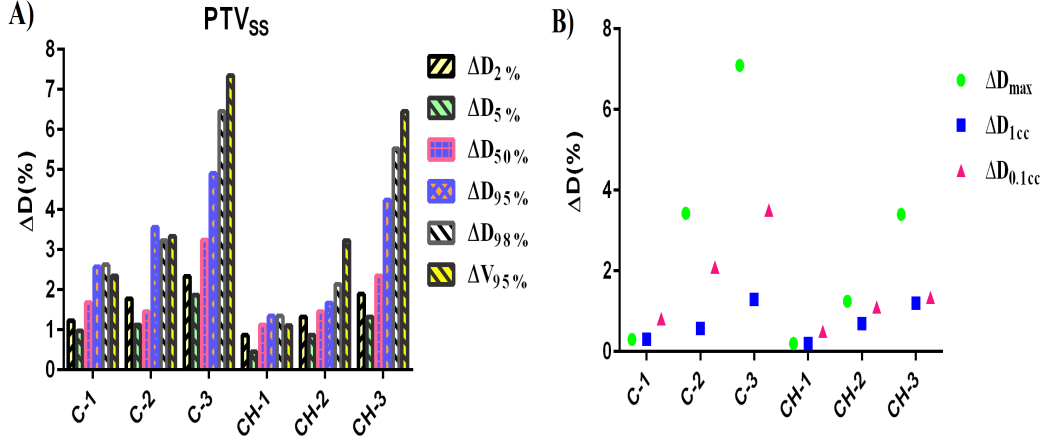 A)
PTVSS
ΔD(%)
8
7
6
5
4
3
2
1
0
C-1
C-2
C-3
CH-1
CH-2
CH-3
ΔD2%
ΔD5%
ΔD50%
ΔD95%
ΔD98%
ΔV95%
B)
ΔD(%)
8
6
4
2
0
C-1
C-2
C-3
CH-1
CH-2
CH-3
ΔDmax
ΔD1cc
ΔD0.1cc